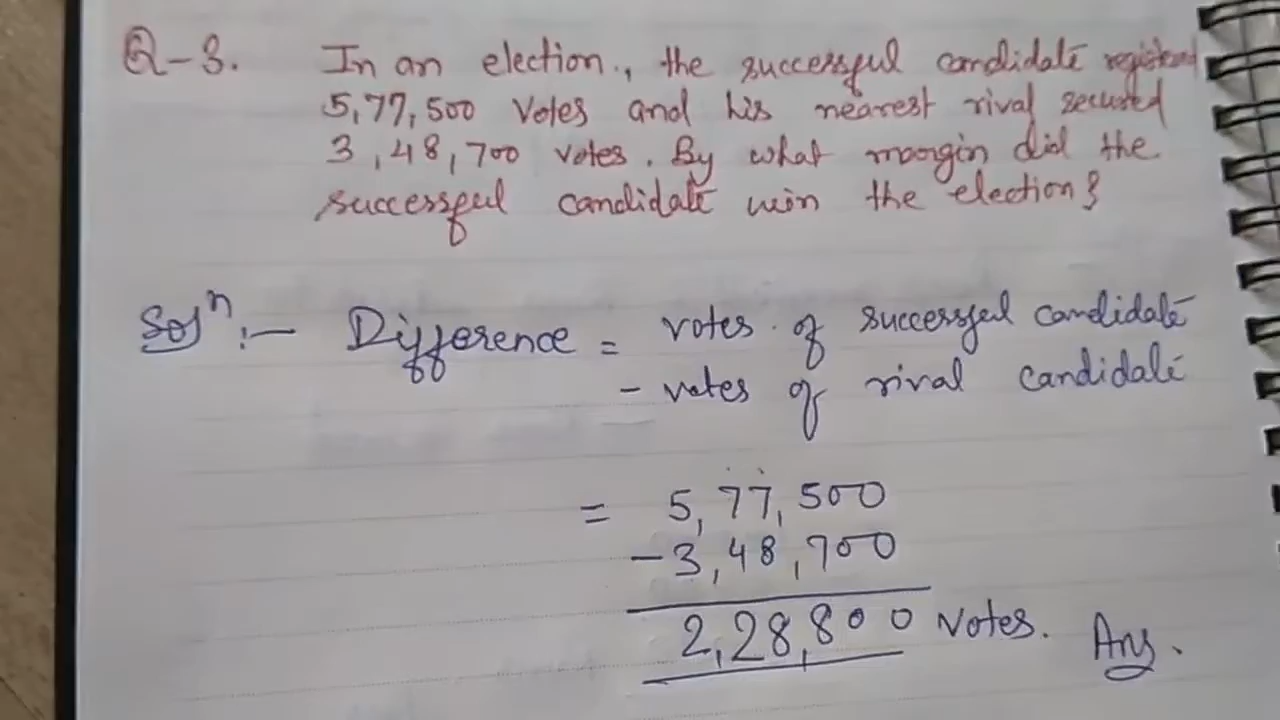 Q-3. In an election., the successful candidate registered
5,77,500 Votes and his nearest rival secured
3,48,700 votes. By what margin did the
successful candidate win the election?
Solⁿ:- Difference = votes of successful candidate
- votes of rival candidate
= 5,77,500
-3,48,700
2,28,800 Votes. Ans.